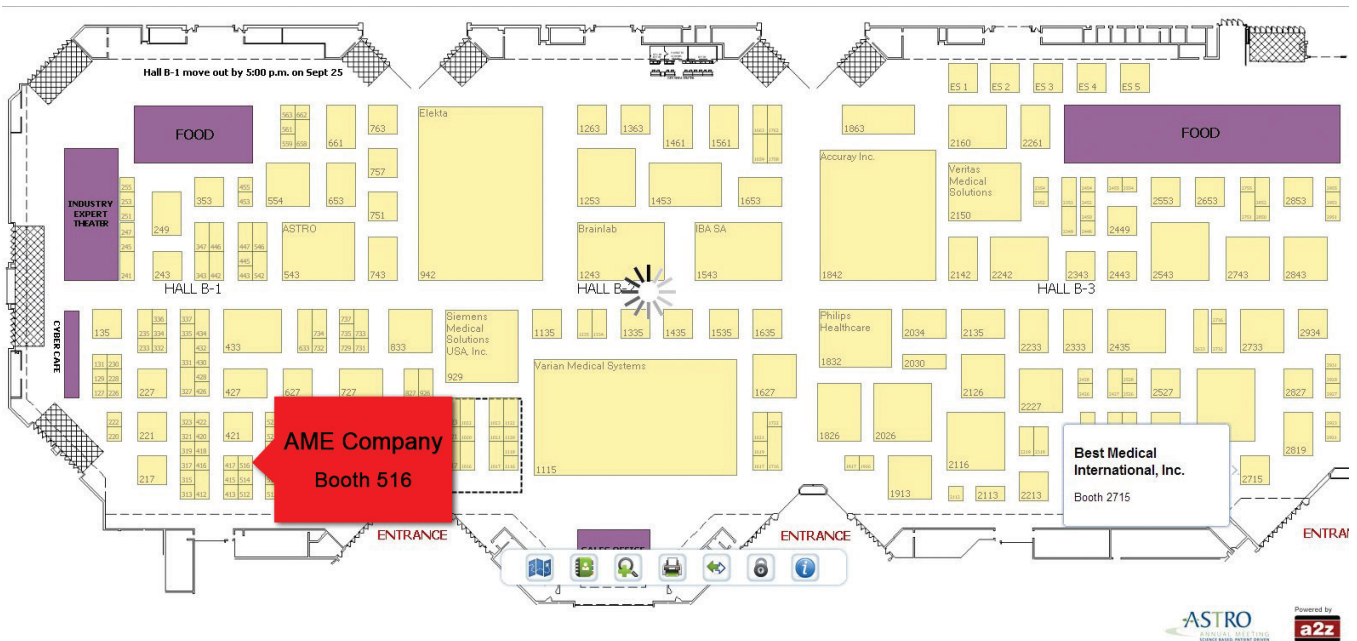 Hall B-1 move out by 5:00 p.m. on Sept 25
ES 1
ES 2
ES 3
ES 4
ES 5
FOOD
563 662
561
559 658
661
763
Elekta
942
1263
1363
1461
1561
1863
2160
2261
FOOD
INDUSTRY
EXPERT
THEATER
255
253
251
247
245
241
249
243
353
455
453
554
653
757
751
743
347 446
343 442
447 546
445
443 542
ASTRO
543
1253
1453
1653
Brainlab
1243
IBA SA
1543
Accuray Inc.
1842
Veritas
Medical
Solutions
2150
2142
2242
2343
2443
2449
2553
2653
2853
2543
2743
2843
HALL B-1
HALL B-2
HALL B-3
CYBER CAFE
135
336
235 334
233 332
337
335 434
432
331 430
428
327 426
433
734
633 732
737
735 733
729 731
833
Siemens
Medical
Solutions
USA, Inc.
929
1135
1335
1435
1535
1635
Philips
Healthcare
1832
2034
2030
2135
2233
2333
2435
2733
2934
131 230
129 228
127 226
227
427
627
727
827 926
Varian Medical Systems
1115
1627
2126
2227
2527
2827
222
220
221
217
323 422
321 420
319 418
317 416
315
313 412
421
417 516
415 514
413 512
AME Company
Booth 516
1826
2026
1913
2116
2113
2213
2819
2715
Best Medical
International, Inc.
Booth 2715
ENTRANCE
ENTRANCE
ENTRAN
SALES OFFICE
ASTRO
ANNUAL MEETING
SCIENCE BASED. PATIENT DRIVEN
Powered by
a2z